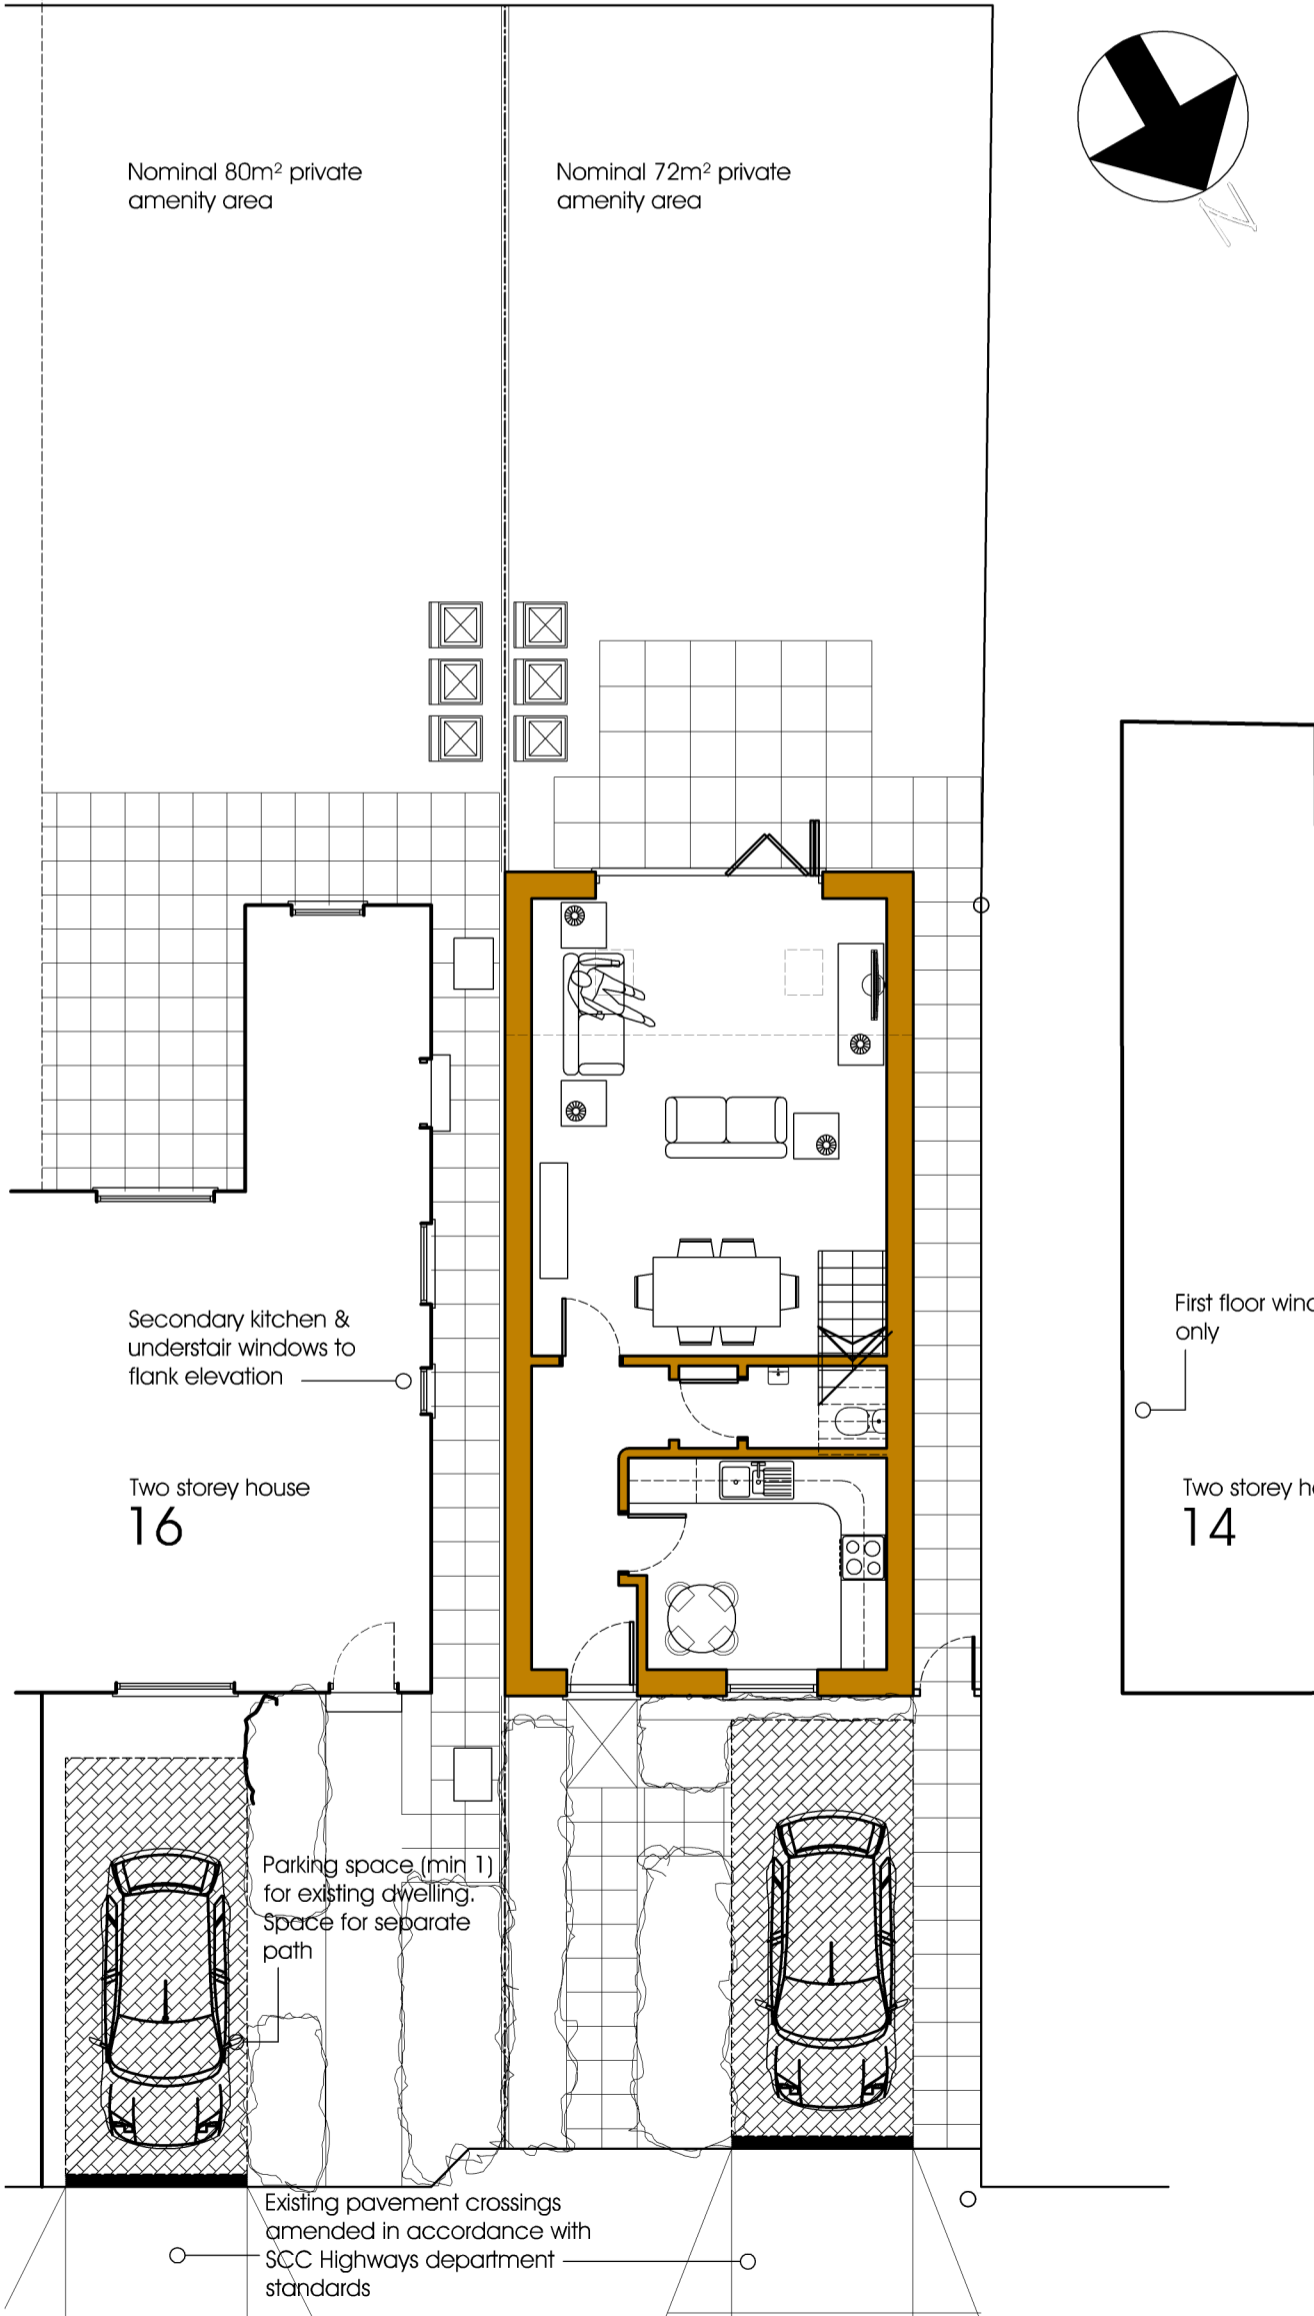 Nominal 80m² private
amenity area
Nominal 72m² private
amenity area
N
Secondary kitchen &
understair windows to
flank elevation
First floor
only
Two storey house
16
Two storey
14
Parking space (min 1)
for existing dwelling.
Space for separate
path
Existing pavement crossings
amended in accordance with
SCC Highways department
standards